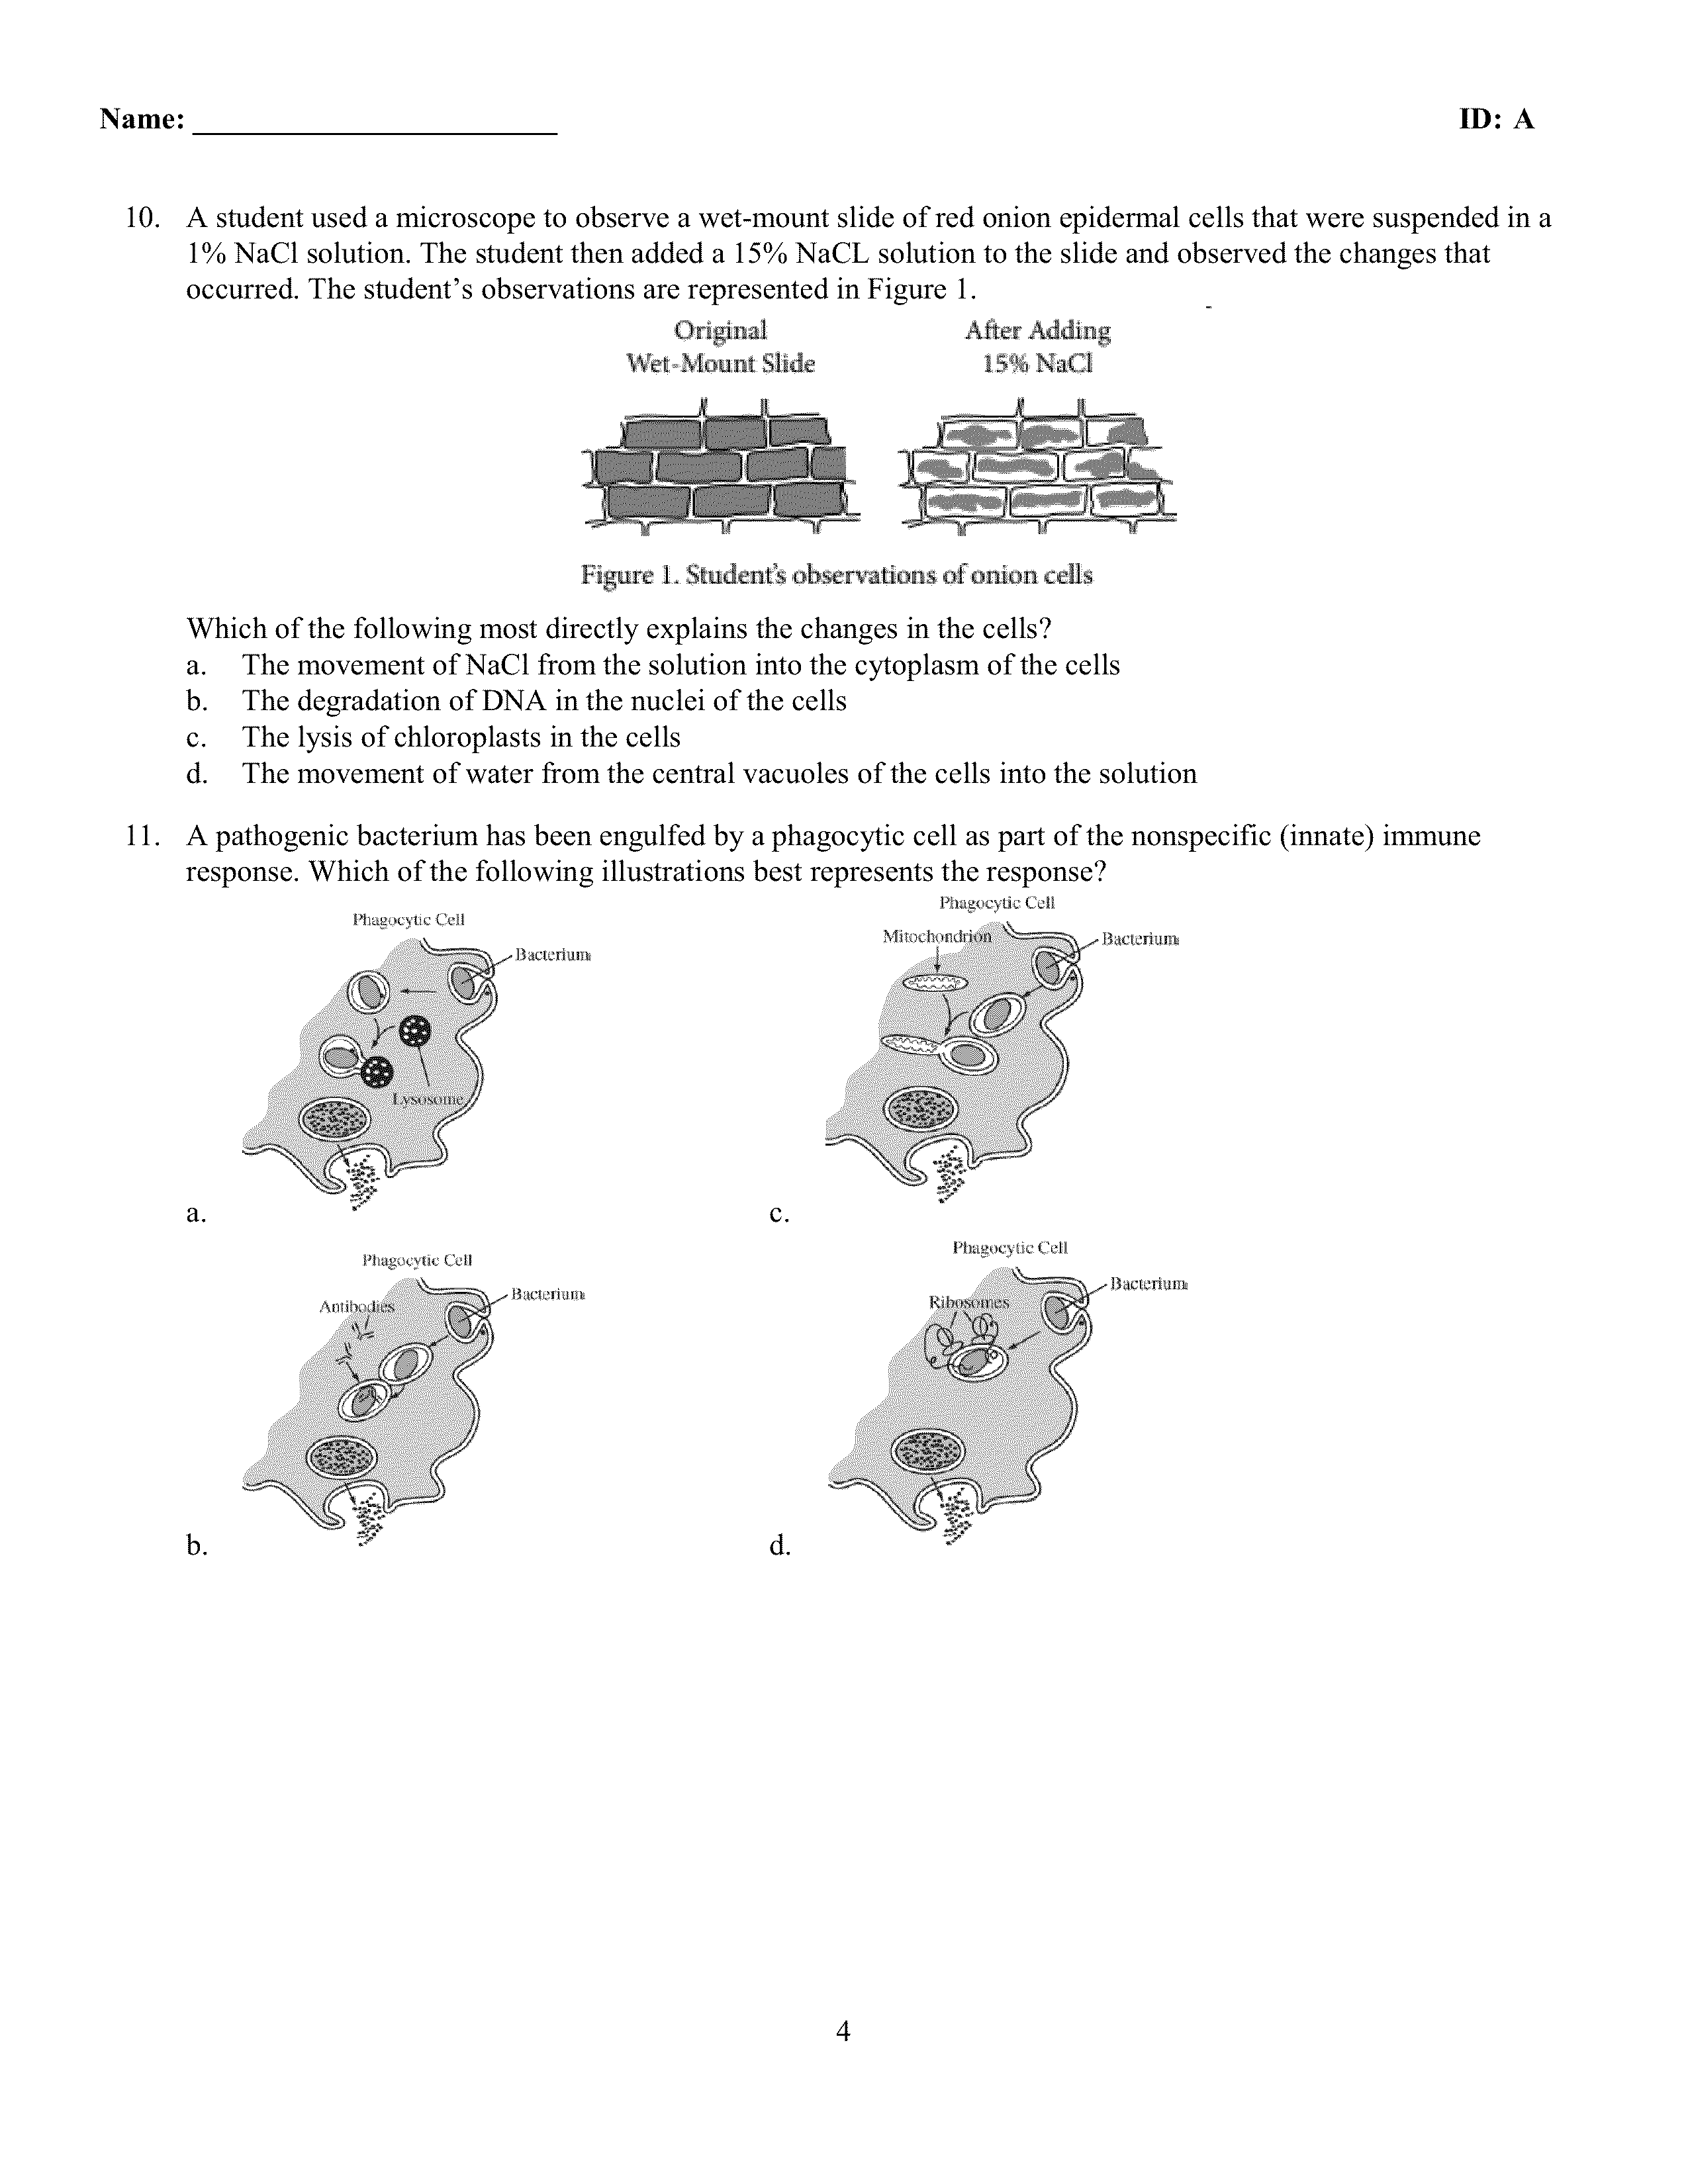 Name: ______________________ ID: A
10. A student used a microscope to observe a wet-mount slide of red onion epidermal cells that were suspended in a
1% NaCl solution. The student then added a 15% NaCL solution to the slide and observed the changes that
occurred. The student's observations are represented in Figure 1.
Original After Adding
Wet-Mount Slide 15% NaCl
Figure 1. Student's observations of onion cells
Which of the following most directly explains the changes in the cells?
a. The movement of NaCl from the solution into the cytoplasm of the cells
b. The degradation of DNA in the nuclei of the cells
c. The lysis of chloroplasts in the cells
d. The movement of water from the central vacuoles of the cells into the solution
11. A pathogenic bacterium has been engulfed by a phagocytic cell as part of the nonspecific (innate) immune
response. Which of the following illustrations best represents the response?
Phagocytic Cell
Bacterium
Lysosome
a.
Phagocytic Cell
Mitochondrion
Bacterium
c.
Phagocytic Cell
Antibodies
Bacterium
b.
Phagocytic Cell
Ribosomes
Bacterium
d.
4